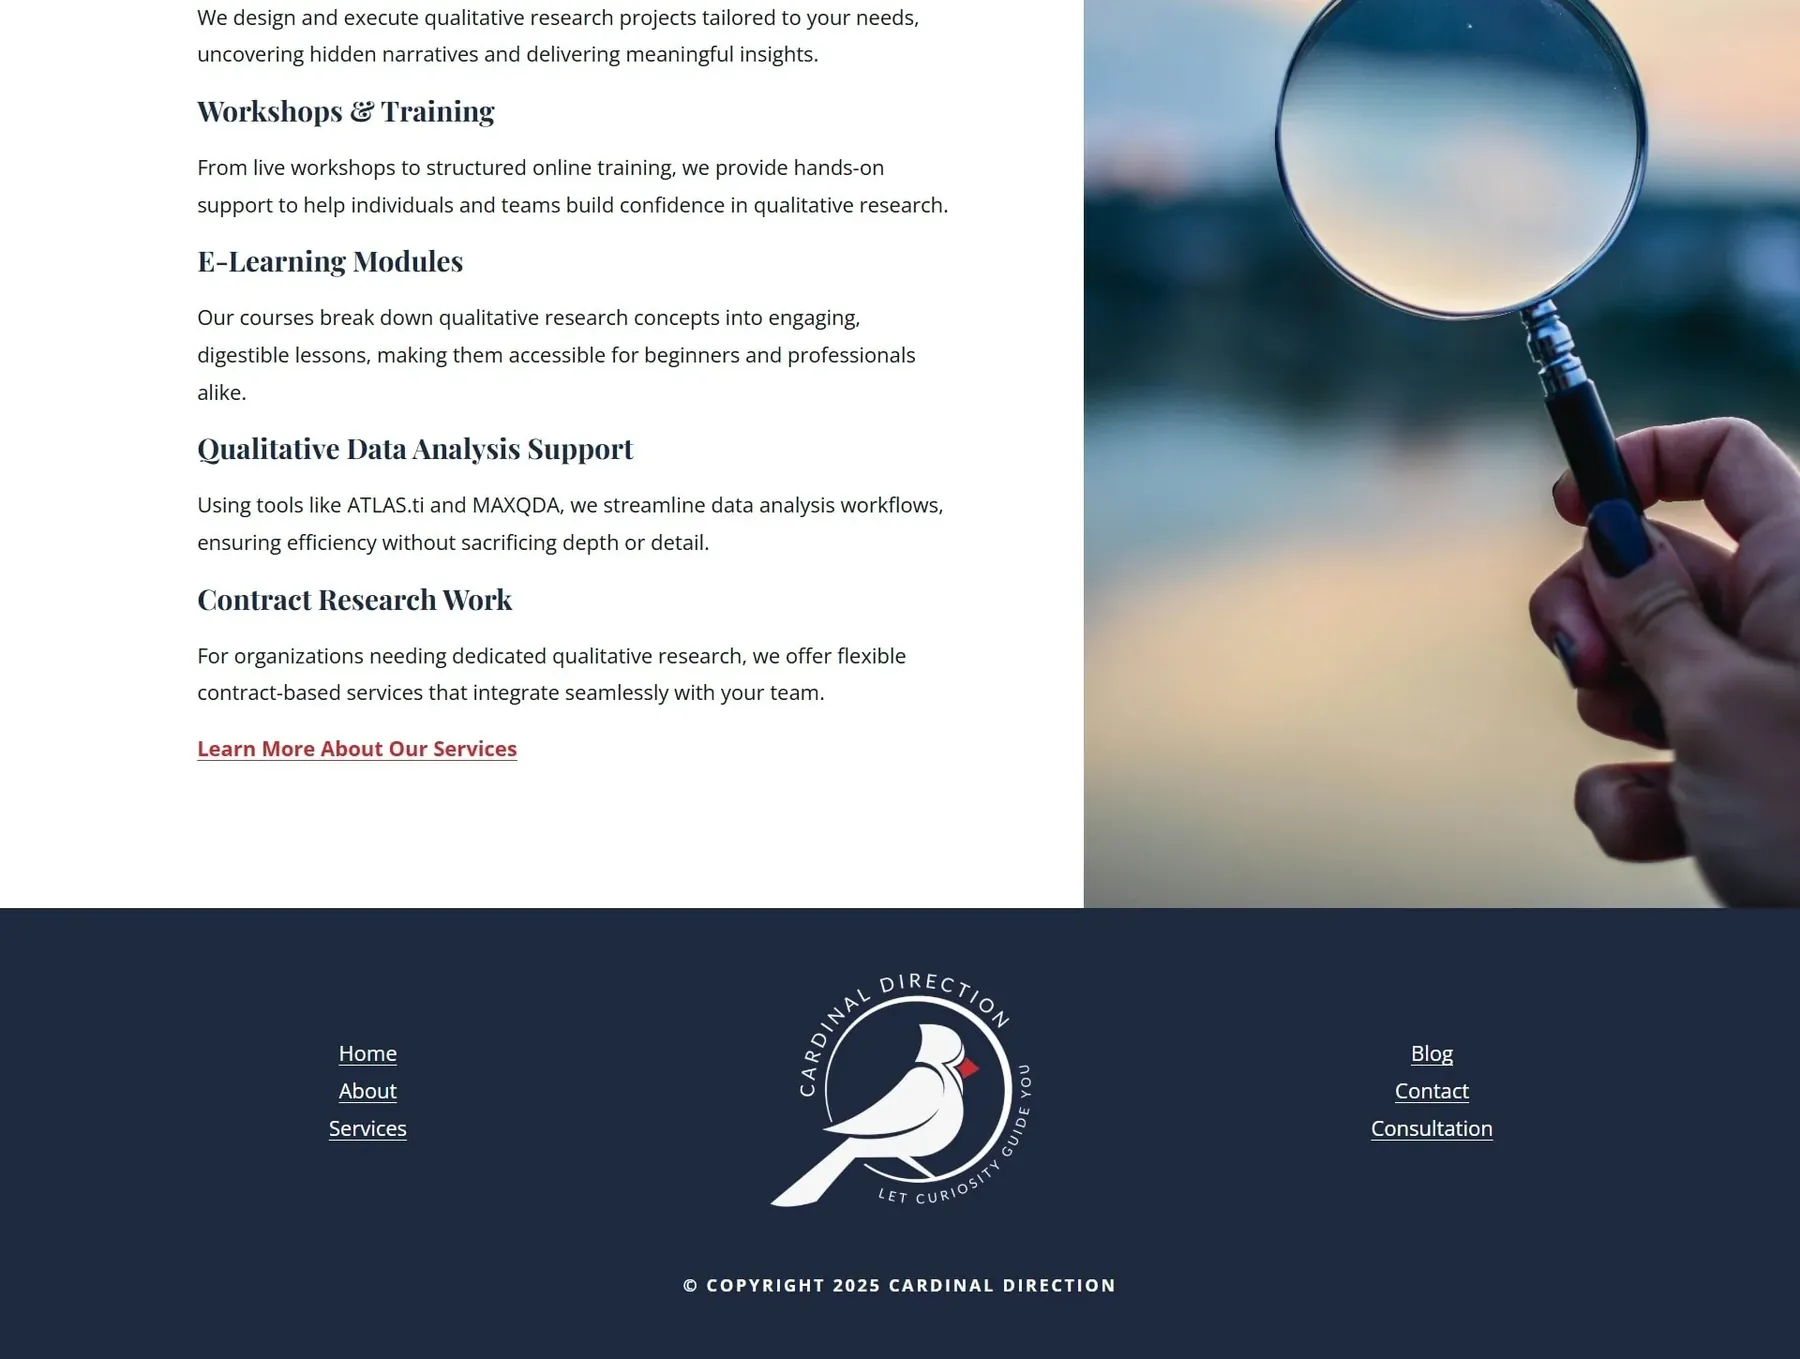 We design and execute qualitative research projects tailored to your needs,
uncovering hidden narratives and delivering meaningful insights.
Workshops & Training
From live workshops to structured online training, we provide hands-on
support to help individuals and teams build confidence in qualitative research.
E-Learning Modules
Our courses break down qualitative research concepts into engaging,
digestible lessons, making them accessible for beginners and professionals
alike.
Qualitative Data Analysis Support
Using tools like ATLAS.ti and MAXQDA, we streamline data analysis workflows,
ensuring efficiency without sacrificing depth or detail.
Contract Research Work
For organizations needing dedicated qualitative research, we offer flexible
contract-based services that integrate seamlessly with your team.
Learn More About Our Services
Home
About
Services
CARDINAL DIRECTION
LET CURIOSITY GUIDE YOU
Blog
Contact
Consultation
© COPYRIGHT 2025 CARDINAL DIRECTION